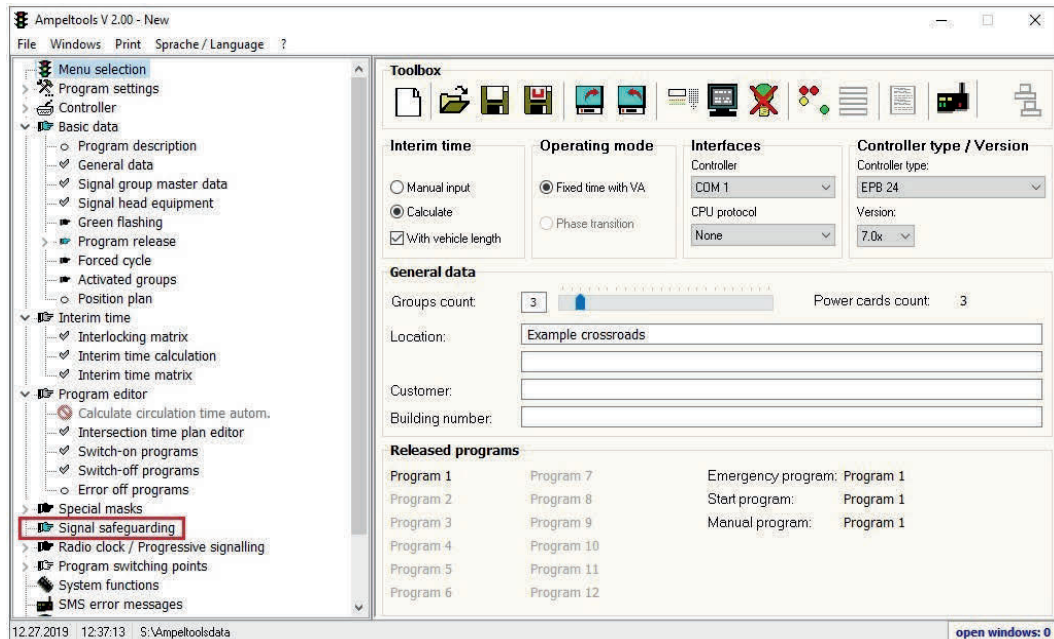 Ampeltools V 2.00 - New
File Windows Print Sprache / Language ?
Menu selection
Program settings
Controller
Basic data
Program description
General data
Signal group master data
Signal head equipment
Green flashing
Program release
Forced cycle
Activated groups
Position plan
Interim time
Interlocking matrix
Interim time calculation
Interim time matrix
Program editor
Calculate circulation time autom.
Intersection time plan editor
Switch-on programs
Switch-off programs
Error off programs
Special masks
Signal safeguarding
Radio clock / Progressive signalling
Program switching points
System functions
SMS error messages
Toolbox
Interim time
Manual input
Calculate
With vehicle length
Operating mode
Fixed time with VA
Phase transition
Interfaces
Controller
COM 1
CPU protocol
None
Controller type / Version
Controller type:
EPB 24
Version:
7.0x
General data
Groups count: 3 Power cards count: 3
Location: Example crossroads
Customer:
Building number:
Released programs
Program 1 Program 7 Emergency program: Program 1
Program 2 Program 8 Start program: Program 1
Program 3 Program 9 Manual program: Program 1
Program 4 Program 10
Program 5 Program 11
Program 6 Program 12
12.27.2019 12:37:13 S:\Ampeltoolsdata open windows: 0